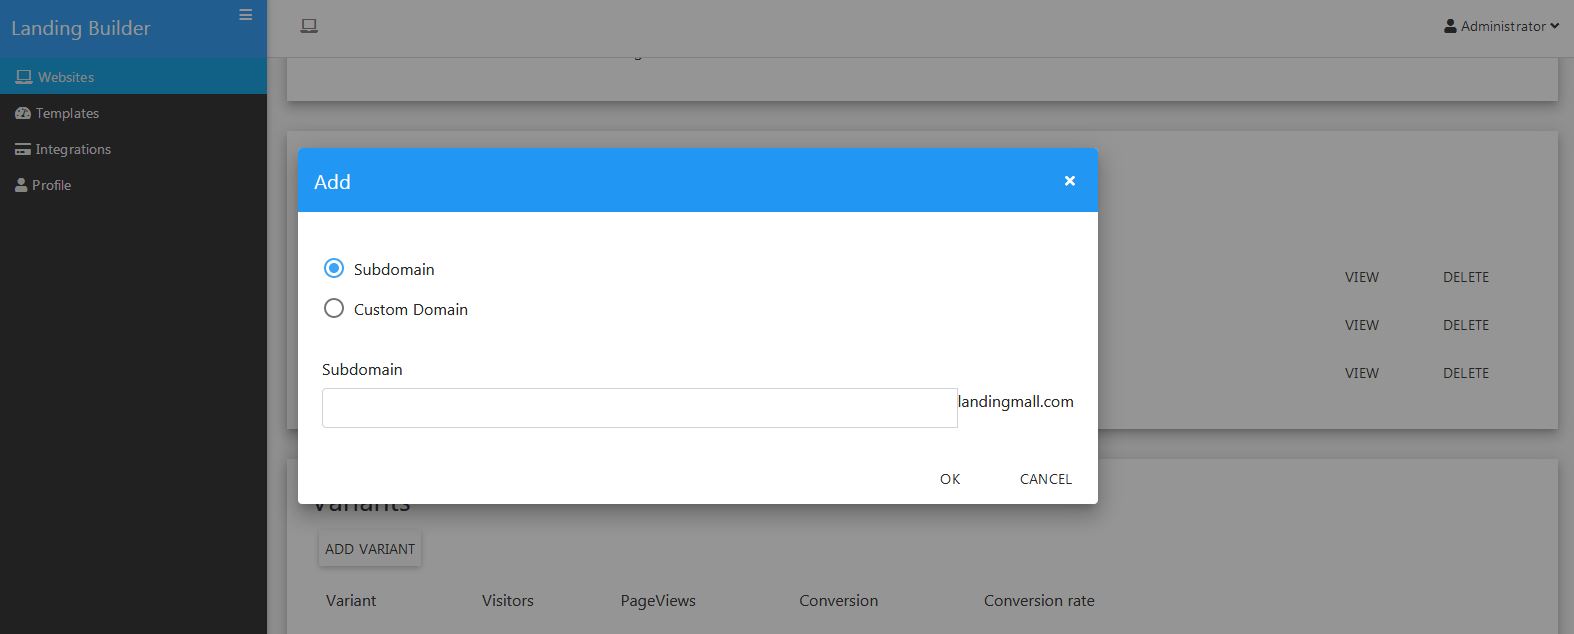 Landing Builder
Administrator
Websites
Templates
Integrations
Profile
Add
Subdomain
Custom Domain
Subdomain
landingmall.com
OK CANCEL
VIEW DELETE
VIEW DELETE
VIEW DELETE
Variants
ADD VARIANT
Variant Visitors PageViews Conversion Conversion rate